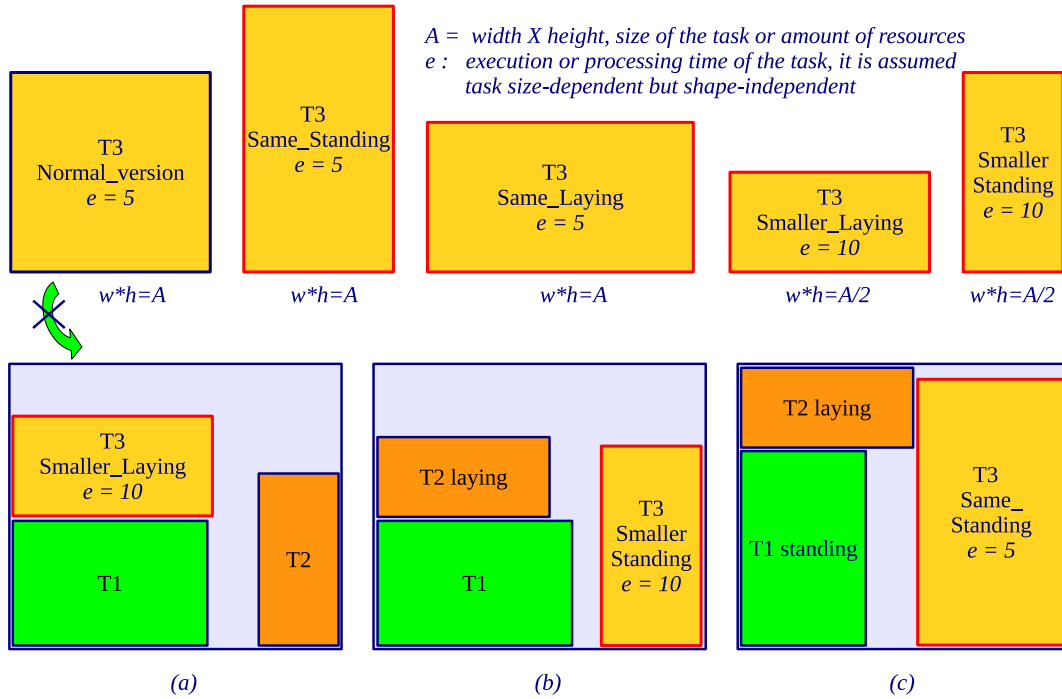 A = width X height, size of the task or amount of resources
e : execution or processing time of the task, it is assumed
task size-dependent but shape-independent
T3
Normal_version
e = 5
T3
Same_Standing
e = 5
T3
Same_Laying
e = 5
T3
Smaller_Laying
e = 10
T3
Smaller
Standing
e = 10
w*h=A
w*h=A
w*h=A
w*h=A/2
w*h=A/2
T3
Smaller_Laying
e = 10
T1
T2
T2 laying
T1
T3
Smaller
Standing
e = 10
T2 laying
T1 standing
T3
Same_
Standing
e = 5
(a)
(b)
(c)